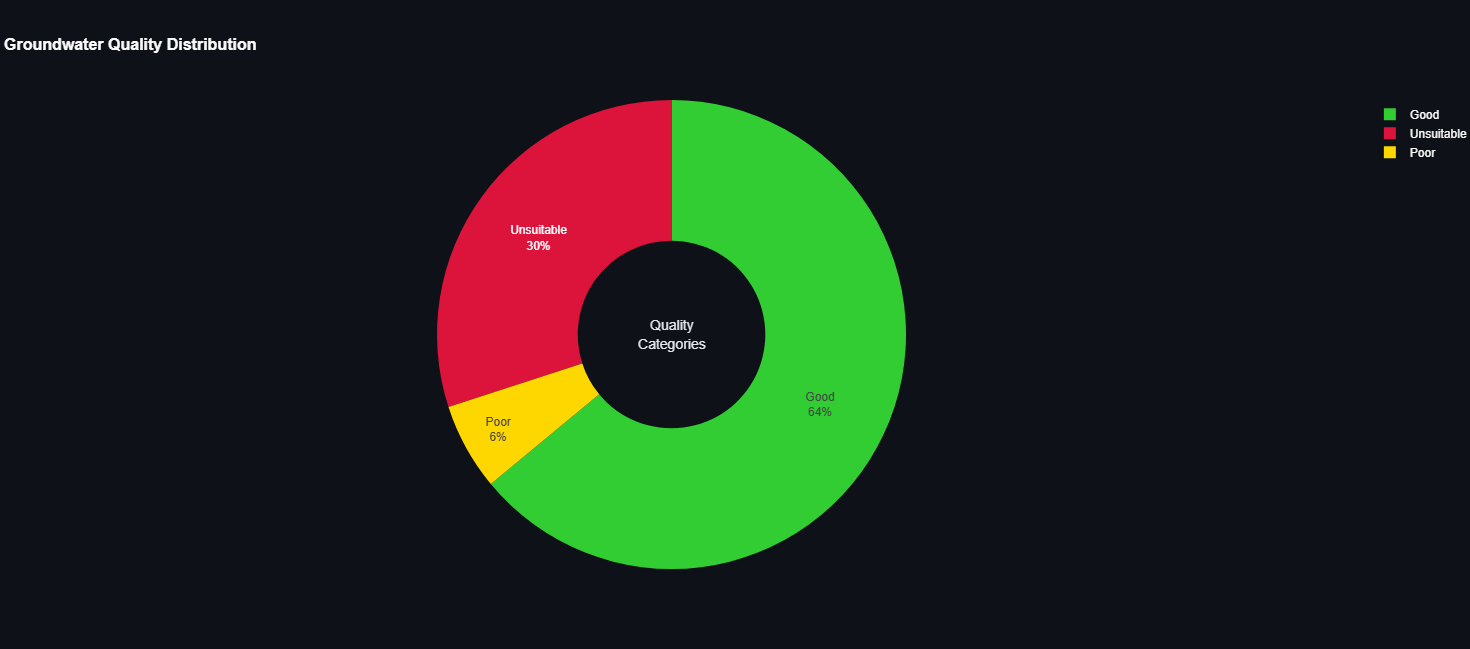 Groundwater Quality Distribution
Good
Unsuitable
Poor
Unsuitable
30%
Quality
Categories
Good
64%
Poor
6%